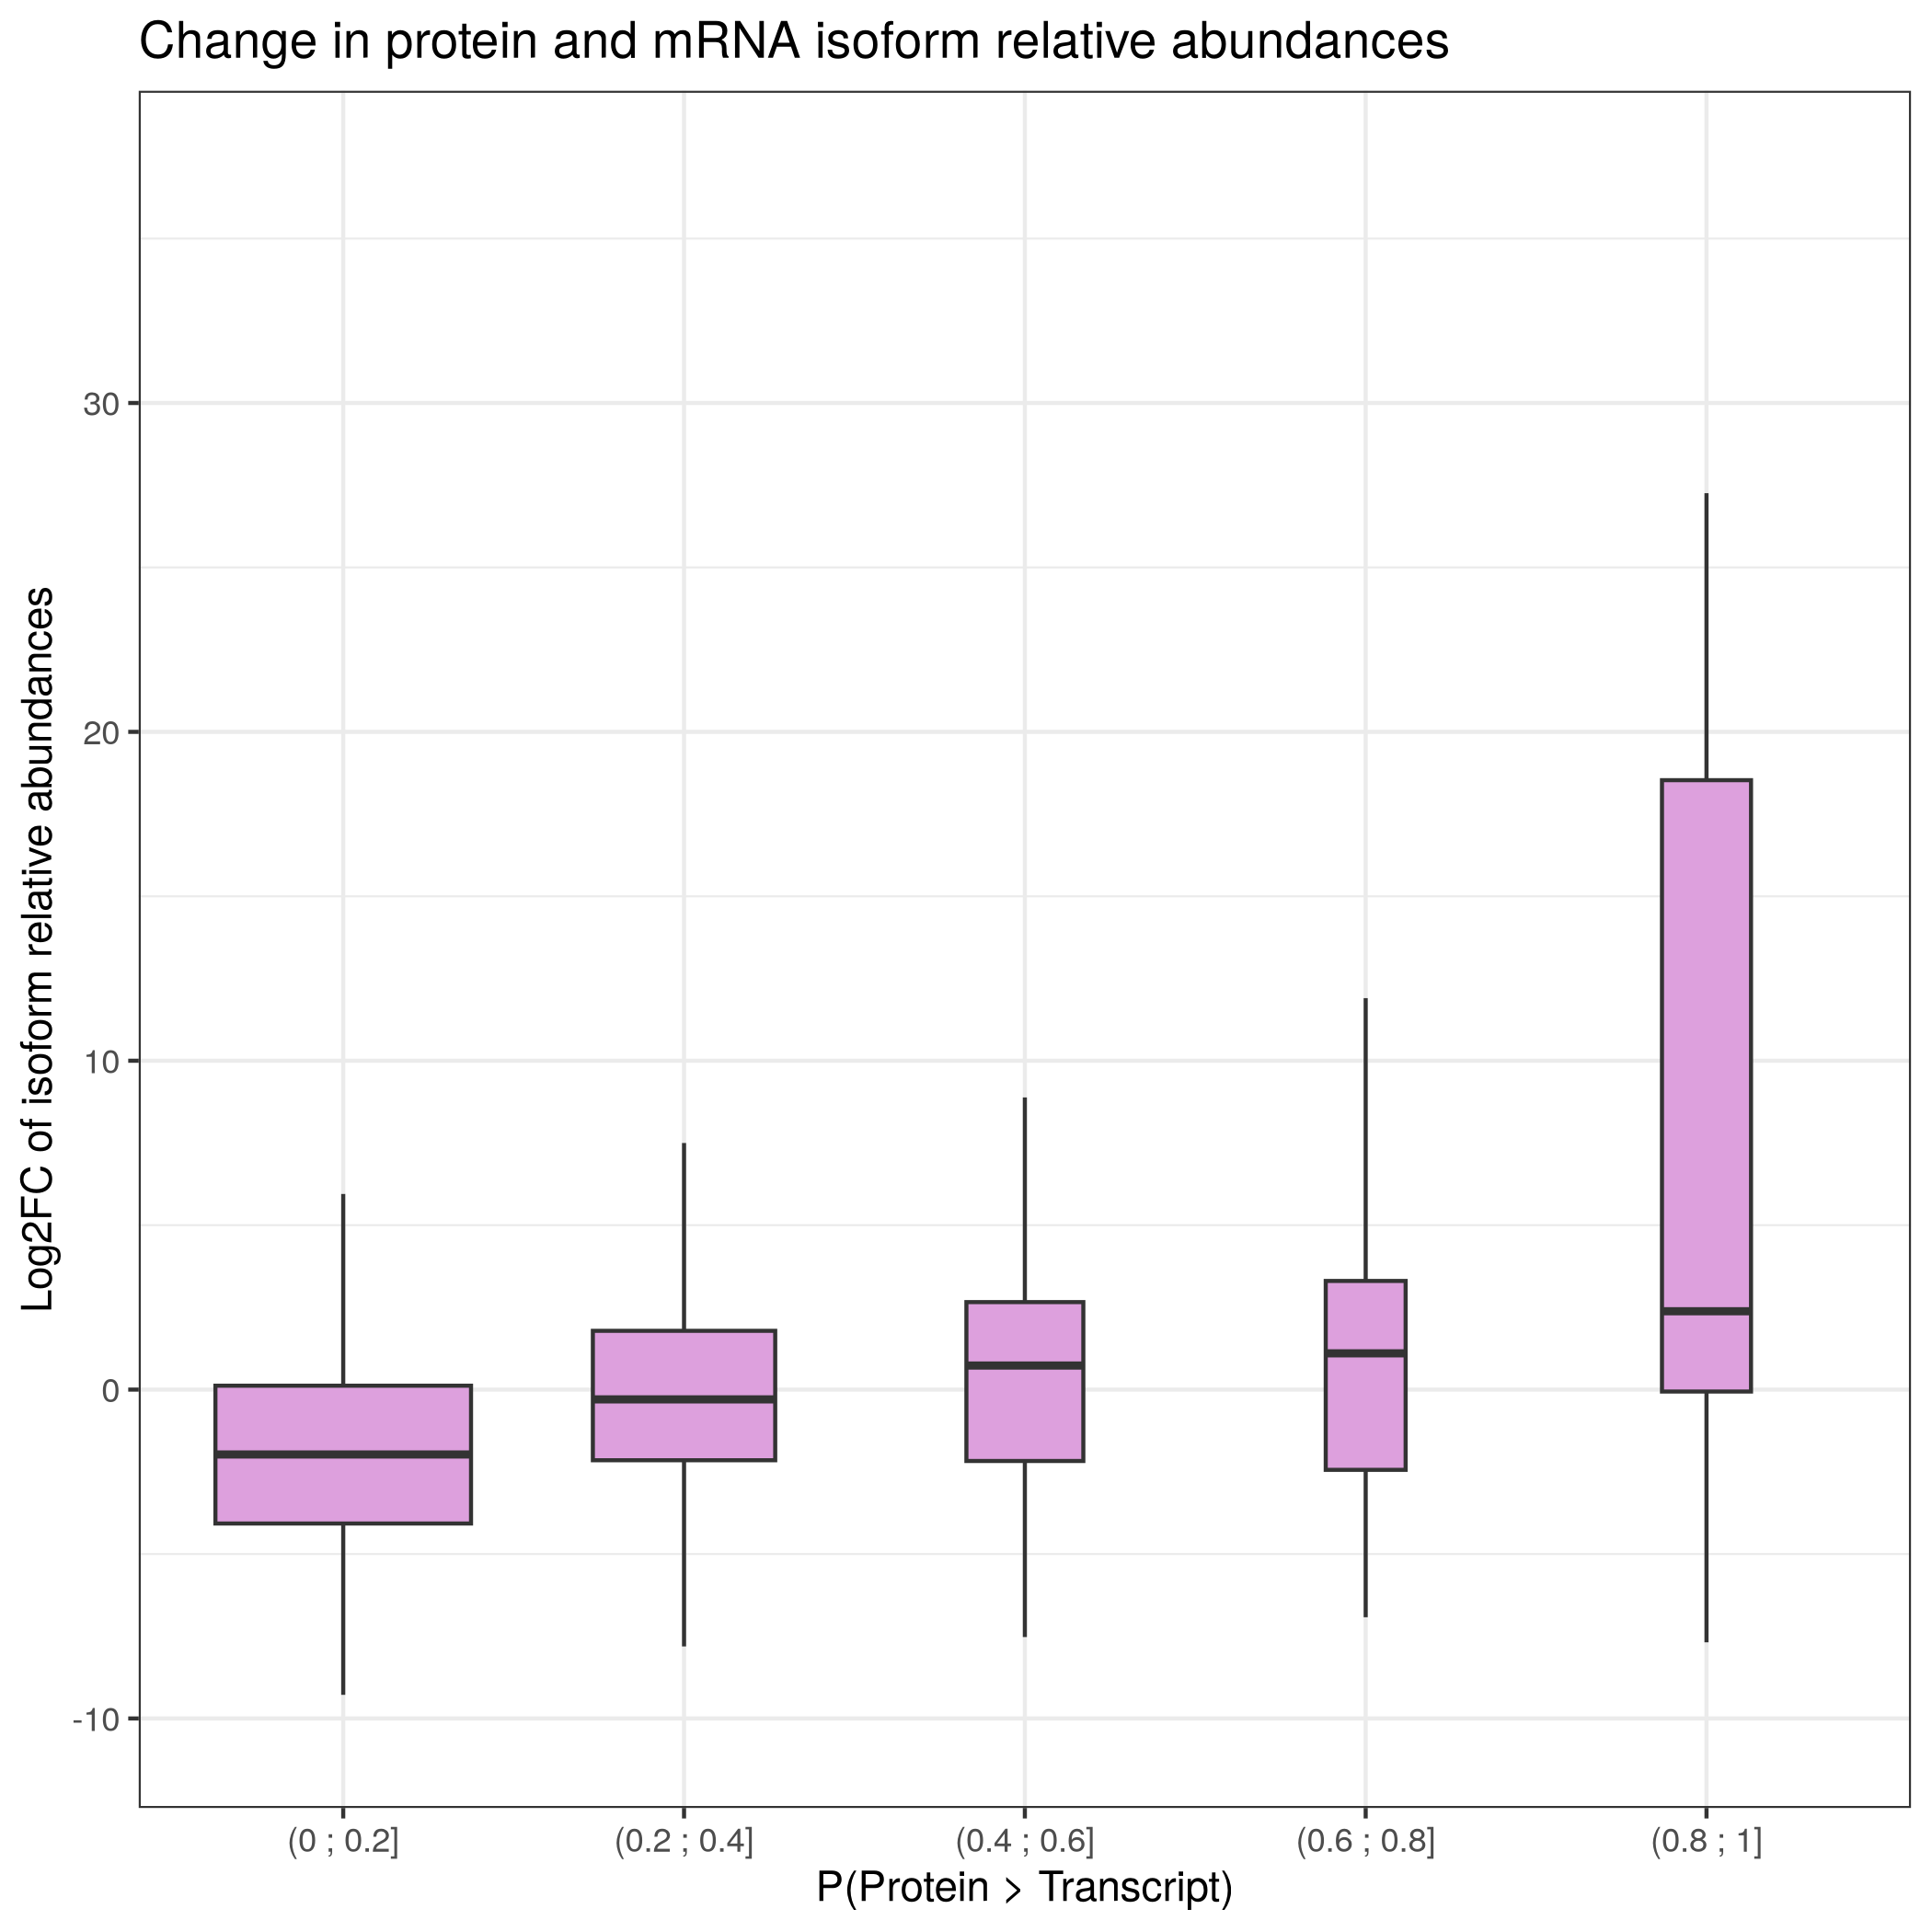 Change in protein and mRNA isoform relative abundances
Log2FC of isoform relative abundances
30
20
10
0
-10
(0 ; 0.2]
(0.2 ; 0.4]
(0.4 ; 0.6]
(0.6 ; 0.8]
(0.8 ; 1]
P(Protein > Transcript)